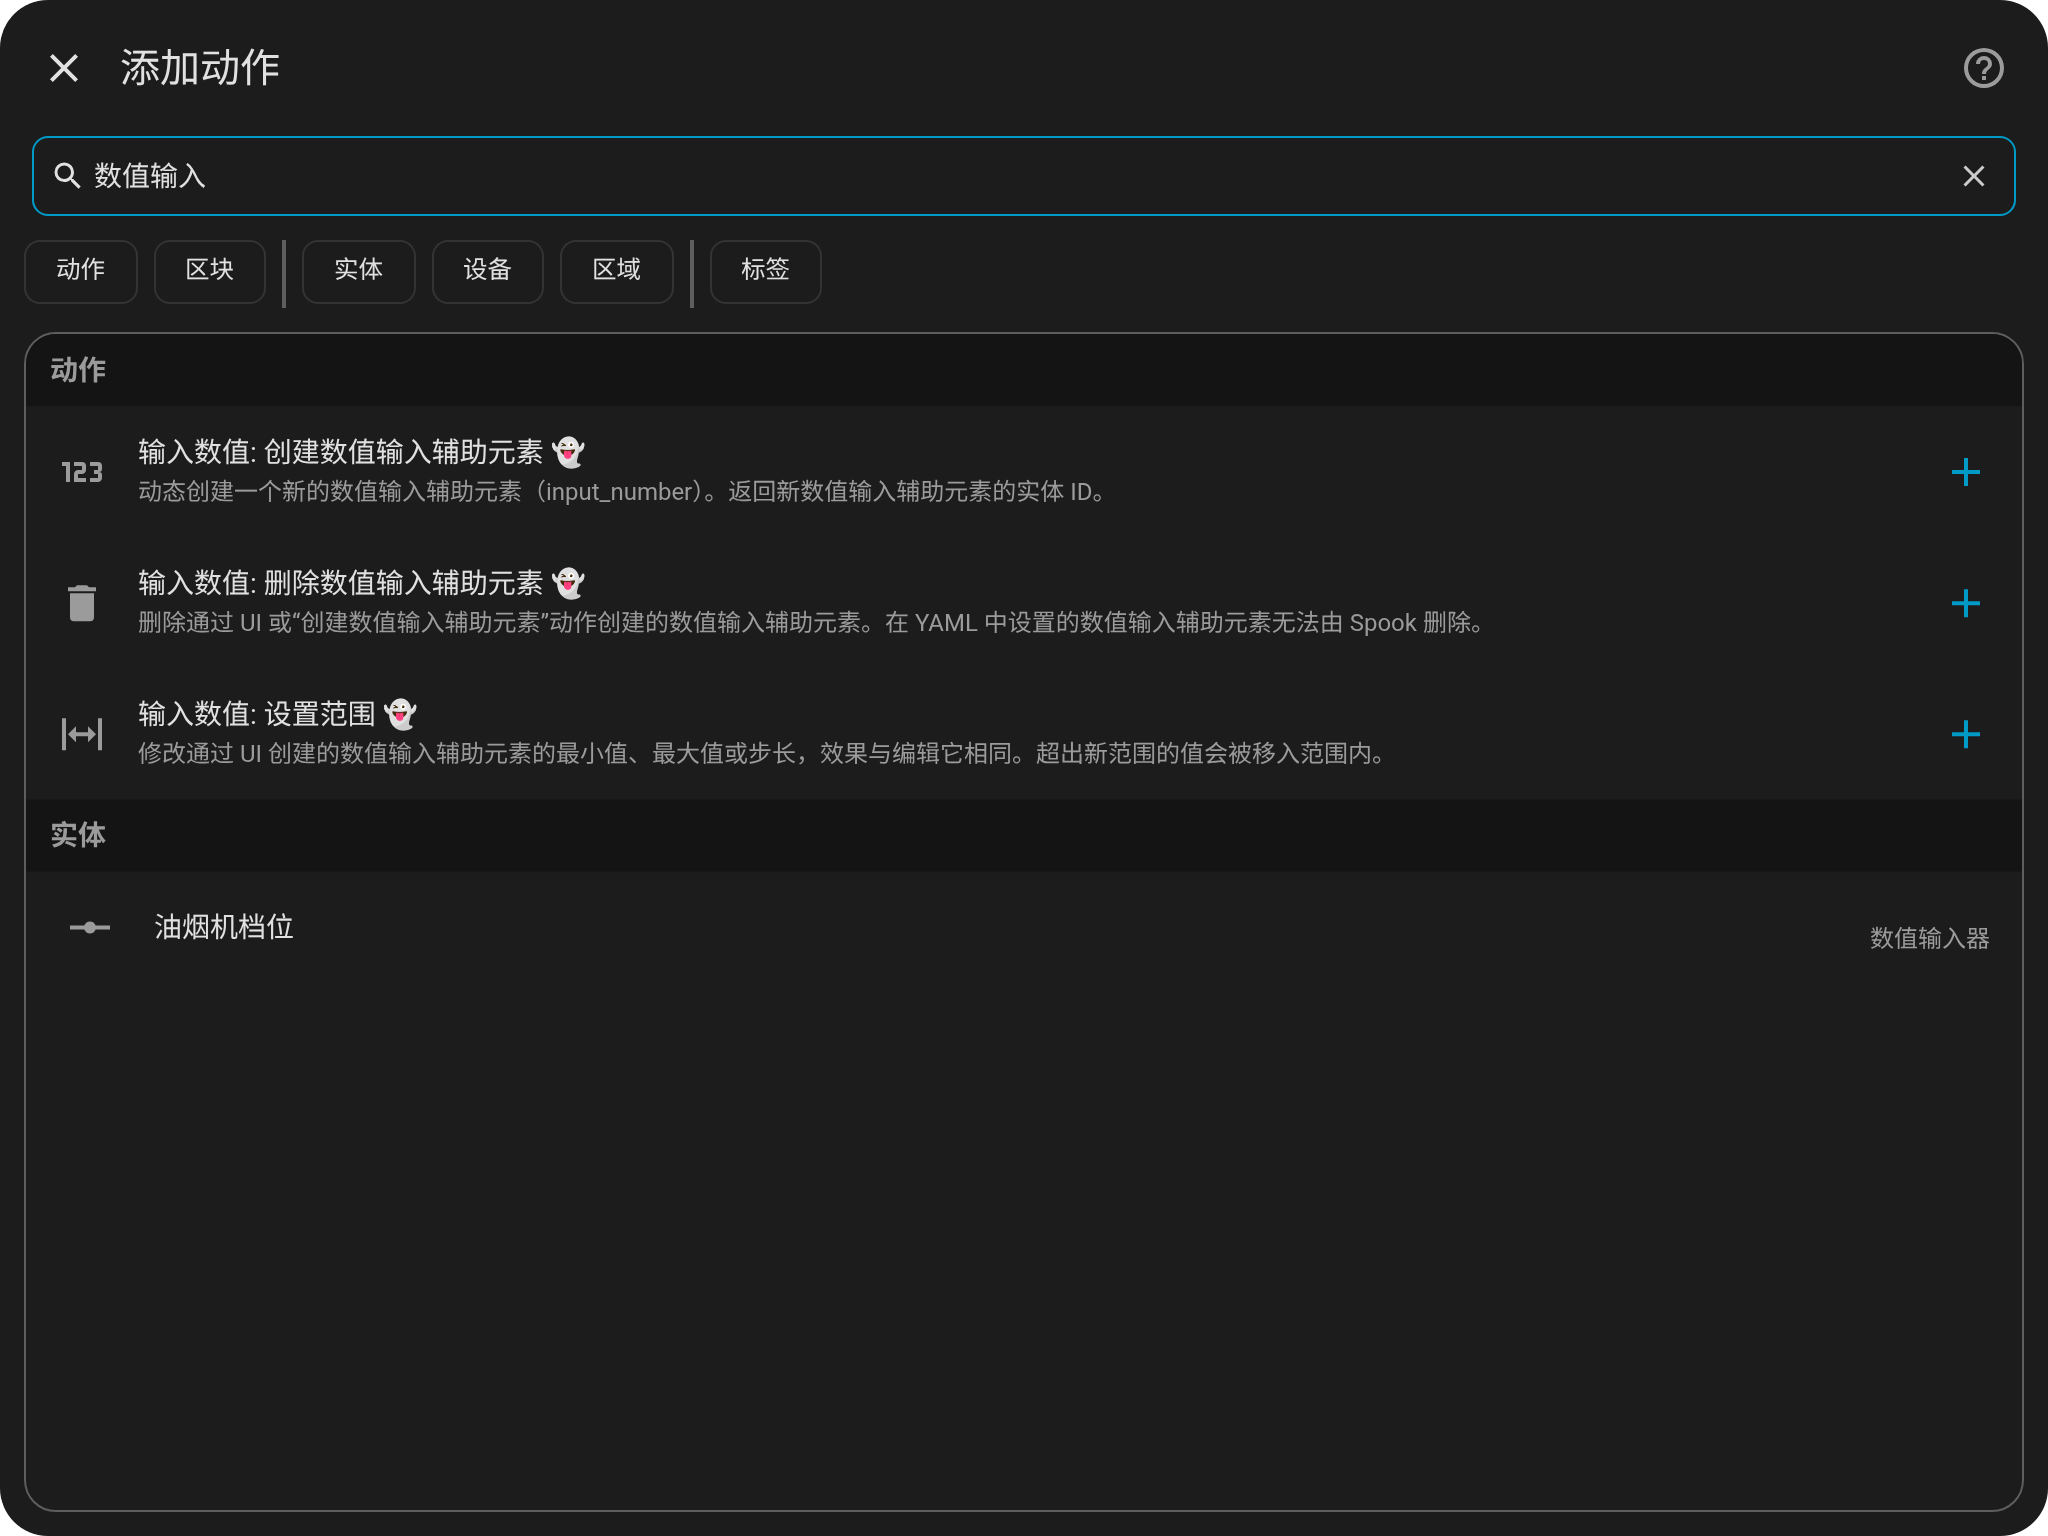 添加动作
数值输入
动作 区块 实体 设备 区域 标签
动作
输入数值: 创建数值输入辅助元素 👻
动态创建一个新的数值输入辅助元素（input_number）。返回新数值输入辅助元素的实体 ID。
输入数值: 删除数值输入辅助元素 👻
删除通过 UI 或“创建数值输入辅助元素”动作创建的数值输入辅助元素。在 YAML 中设置的数值输入辅助元素无法由 Spook 删除。
输入数值: 设置范围 👻
修改通过 UI 创建的数值输入辅助元素的最小值、最大值或步长，效果与编辑它相同。超出新范围的值会被移入范围内。
实体
油烟机档位
数值输入器